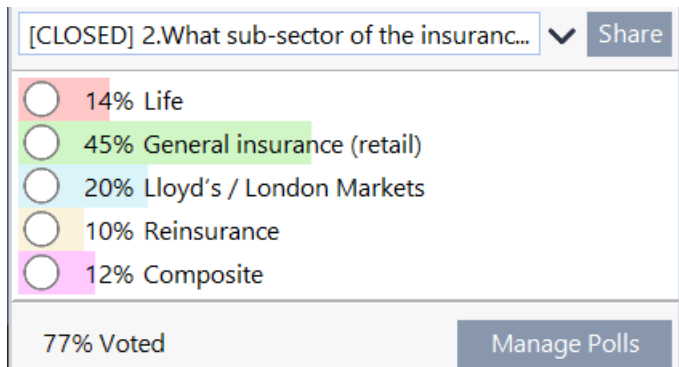 [CLOSED] 2.What sub-sector of the insuranc... Share
14% Life
45% General insurance (retail)
20% Lloyd's / London Markets
10% Reinsurance
12% Composite
77% Voted Manage Polls